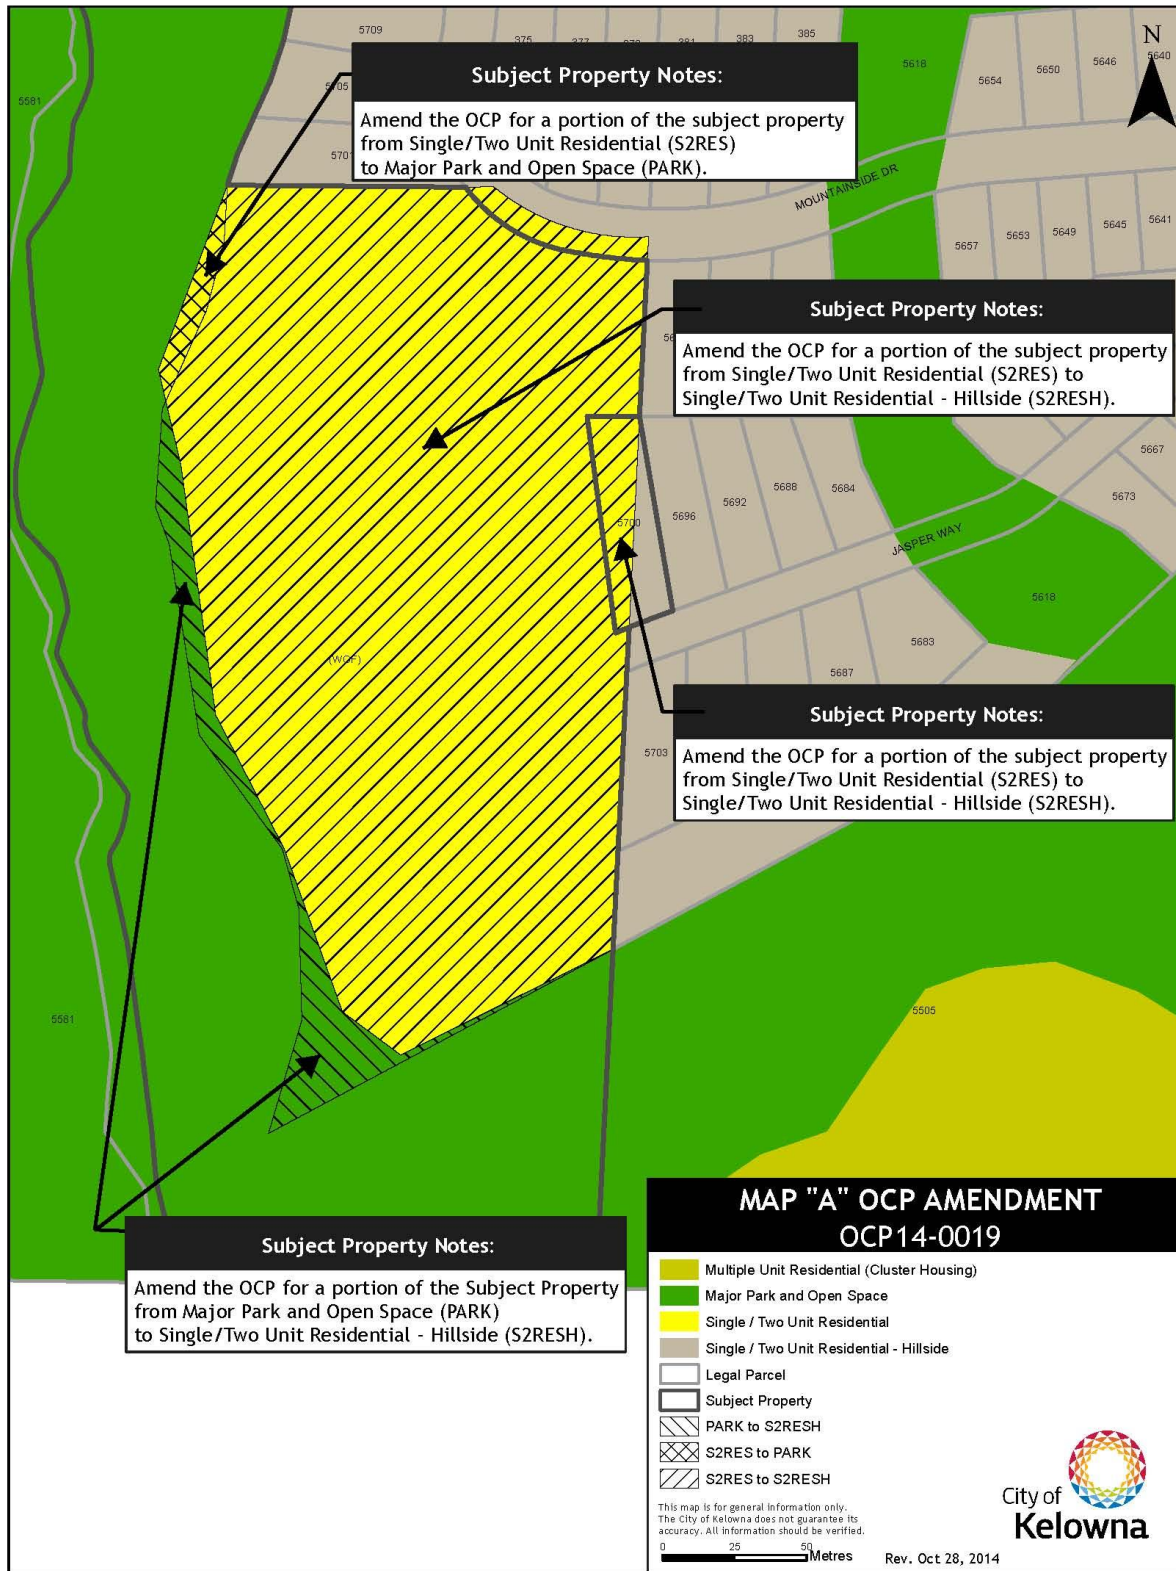 5709
375
377
381
383
385
5618
5654
5650
5646
5640
N
5581
Subject Property Notes:
Amend the OCP for a portion of the subject property
from Single/Two Unit Residential (S2RES)
to Major Park and Open Space (PARK).
MOUNTAINSIDE DR
5657
5653
5649
5645
5641
Subject Property Notes:
Amend the OCP for a portion of the subject property
from Single/Two Unit Residential (S2RES) to
Single/Two Unit Residential - Hillside (S2RESH).
5700
5696
5692
5688
5684
5667
5673
JASPER WAY
5618
5683
5687
(WOF)
5703
Subject Property Notes:
Amend the OCP for a portion of the subject property
from Single/Two Unit Residential (S2RES) to
Single/Two Unit Residential - Hillside (S2RESH).
5581
5505
Subject Property Notes:
Amend the OCP for a portion of the Subject Property
from Major Park and Open Space (PARK)
to Single/Two Unit Residential - Hillside (S2RESH).
MAP "A" OCP AMENDMENT
OCP14-0019
Multiple Unit Residential (Cluster Housing)
Major Park and Open Space
Single / Two Unit Residential
Single / Two Unit Residential - Hillside
Legal Parcel
Subject Property
PARK to S2RESH
S2RES to PARK
S2RES to S2RESH
This map is for general information only.
The City of Kelowna does not guarantee its
accuracy. All information should be verified.
0 25 50 Metres
Rev. Oct 28, 2014
City of
Kelowna